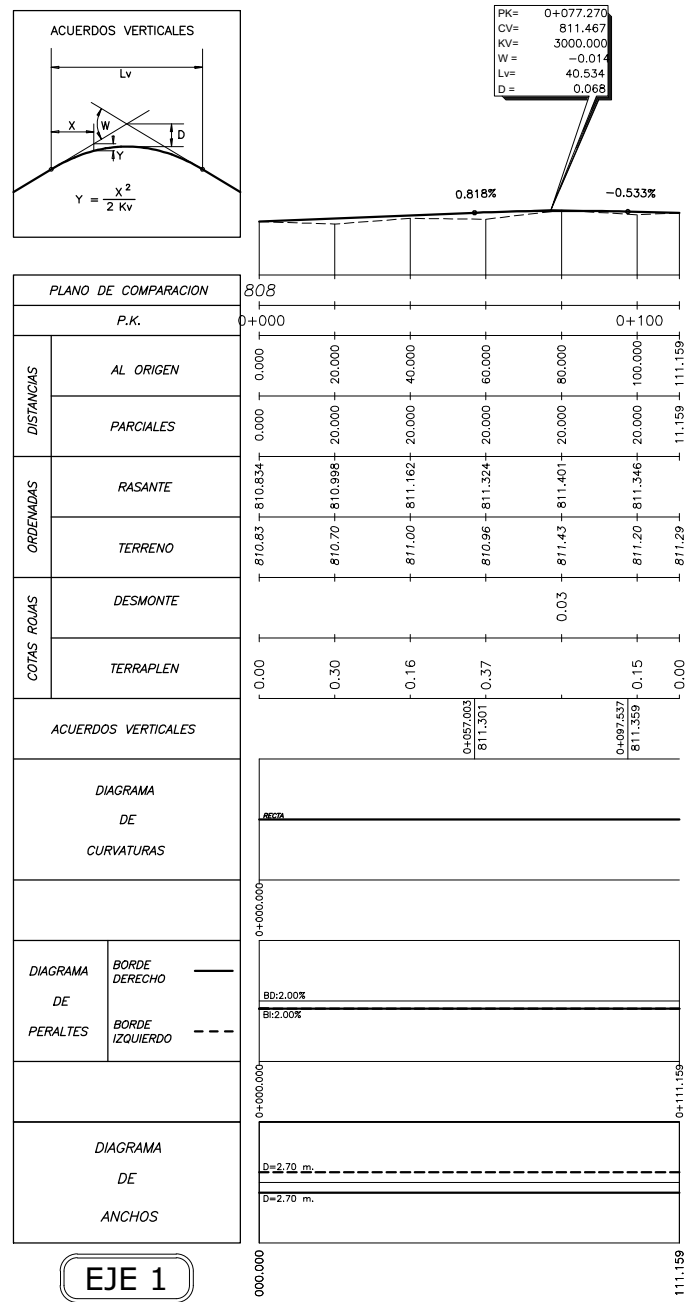 ACUERDOS VERTICALES
Lv
X
W
D
Y
Y = X² / 2 Kv
PK= 0+077.270
CV= 811.467
KV= 3000.000
W = -0.014
Lv= 40.534
D = 0.068
0.818%
-0.533%
PLANO DE COMPARACION 808
P.K. 0+000 0+100
DISTANCIAS
AL ORIGEN 0.000 20.000 40.000 60.000 80.000 100.000 111.159
PARCIALES 0.000 20.000 20.000 20.000 20.000 20.000 11.159
ORDENADAS
RASANTE 810.834 810.998 811.162 811.324 811.401 811.346
TERRENO 810.83 810.70 811.00 810.96 811.43 811.20 811.29
COTAS ROJAS
DESMONTE 0.03
TERRAPLEN 0.00 0.30 0.16 0.37 0.15 0.00
ACUERDOS VERTICALES 0+057.003 811.301 0+097.537 811.359
DIAGRAMA
DE
CURVATURAS
RECTA
0+000.000
DIAGRAMA
DE
PERALTES
BORDE
DERECHO
BORDE
IZQUIERDO
BD:2.00%
BI:2.00%
0+000.000 0+111.159
DIAGRAMA
DE
ANCHOS
D=2.70 m.
D=2.70 m.
000.000 111.159
EJE 1